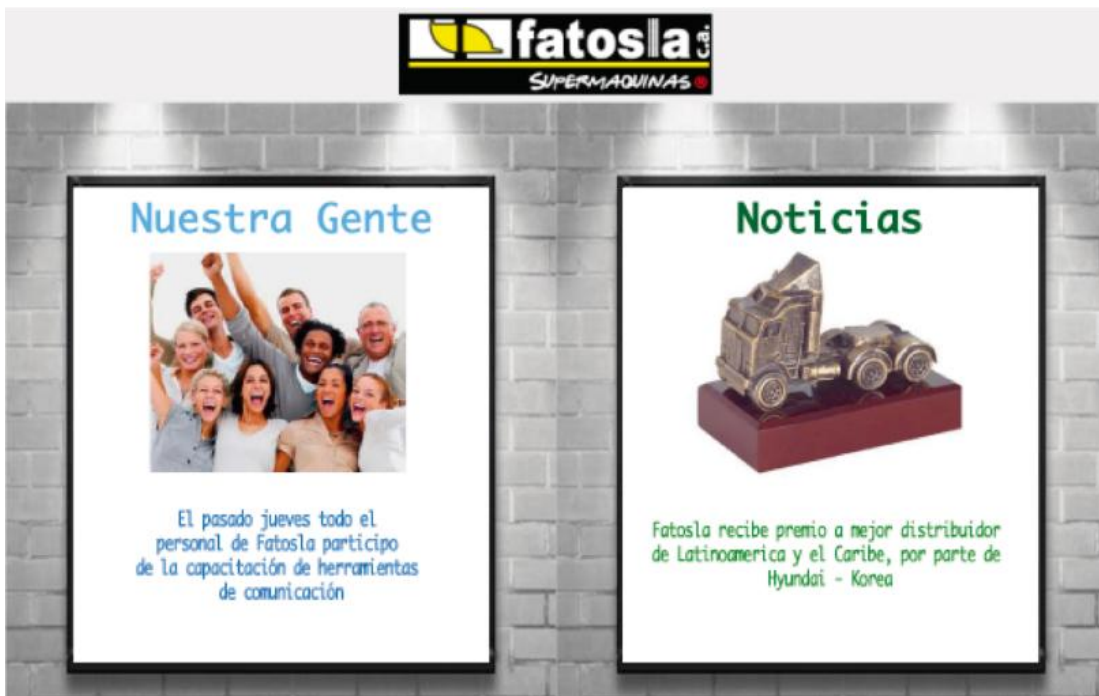 fatosla c.a.
SUPERMAQUINAS®
Nuestra Gente
El pasado jueves todo el
personal de Fatosla participo
de la capacitación de herramientas
de comunicación
Noticias
Fatosla recibe premio a mejor distribuidor
de Latinoamerica y el Caribe, por parte de
Hyundai - Korea